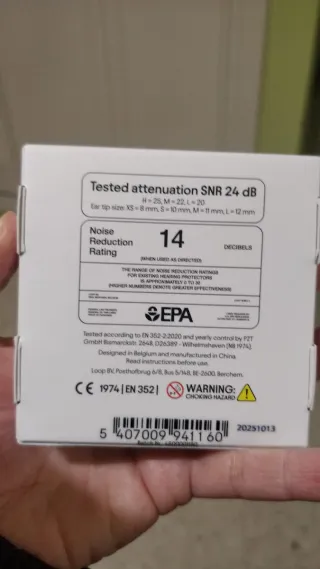 Tested attenuation SNR 24 dB
H = 25, M = 22, L = 20
Ear tip size: XS = 8 mm, S = 10 mm, M = 11 mm, L = 12 mm
Noise
Reduction
Rating
14
DECIBELS
(WHEN USED AS DIRECTED)
THE RANGE OF NOISE REDUCTION RATINGS
FOR EXISTING HEARING PROTECTORS
IS APPROXIMATELY 0 TO 30
(HIGHER NUMBERS DENOTE GREATER EFFECTIVENESS)
EPA
Tested according to EN 352-2:2020 and yearly control by PZT
GmbH Bismarckstr. 264B, D26389 - Wilhelmshaven (NB 1974).
Designed in Belgium and manufactured in China.
Read instructions before use.
Loop BV, Posthofbrug 6/8, Bus 5/148, BE-2600, Berchem.
CE 1974 | EN 352 |
WARNING:
CHOKING HAZARD
5 407009 941160
20251013